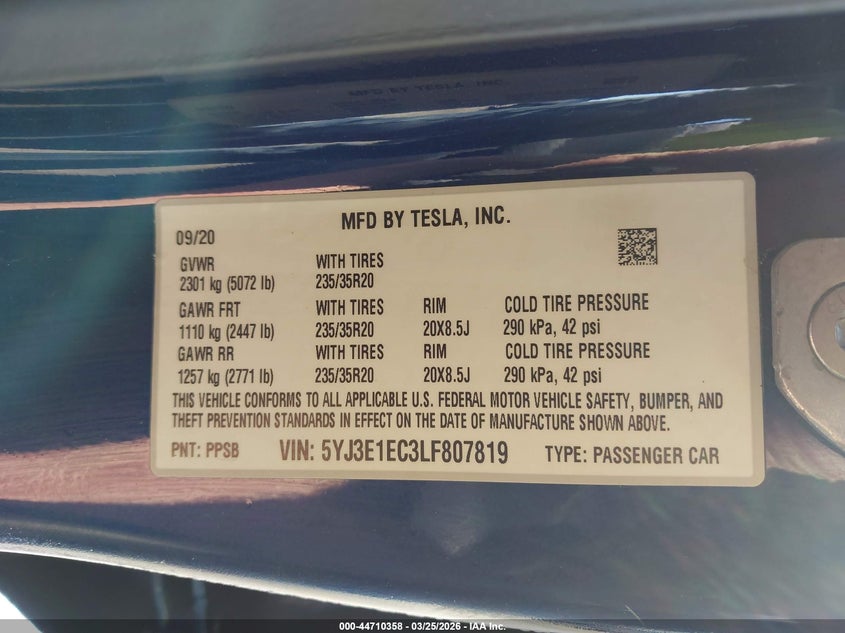 MFD BY TESLA, INC.
09/20
GVWR WITH TIRES
2301 kg (5072 lb) 235/35R20
GAWR FRT WITH TIRES RIM COLD TIRE PRESSURE
1110 kg (2447 lb) 235/35R20 20X8.5J 290 kPa, 42 psi
GAWR RR WITH TIRES RIM COLD TIRE PRESSURE
1257 kg (2771 lb) 235/35R20 20X8.5J 290 kPa, 42 psi
THIS VEHICLE CONFORMS TO ALL APPLICABLE U.S. FEDERAL MOTOR VEHICLE SAFETY, BUMPER, AND
THEFT PREVENTION STANDARDS IN EFFECT ON THE DATE OF MANUFACTURE SHOWN ABOVE.
PNT: PPSB VIN: 5YJ3E1EC3LF807819 TYPE: PASSENGER CAR
000-44710358 - 03/25/2026 - IAA Inc.